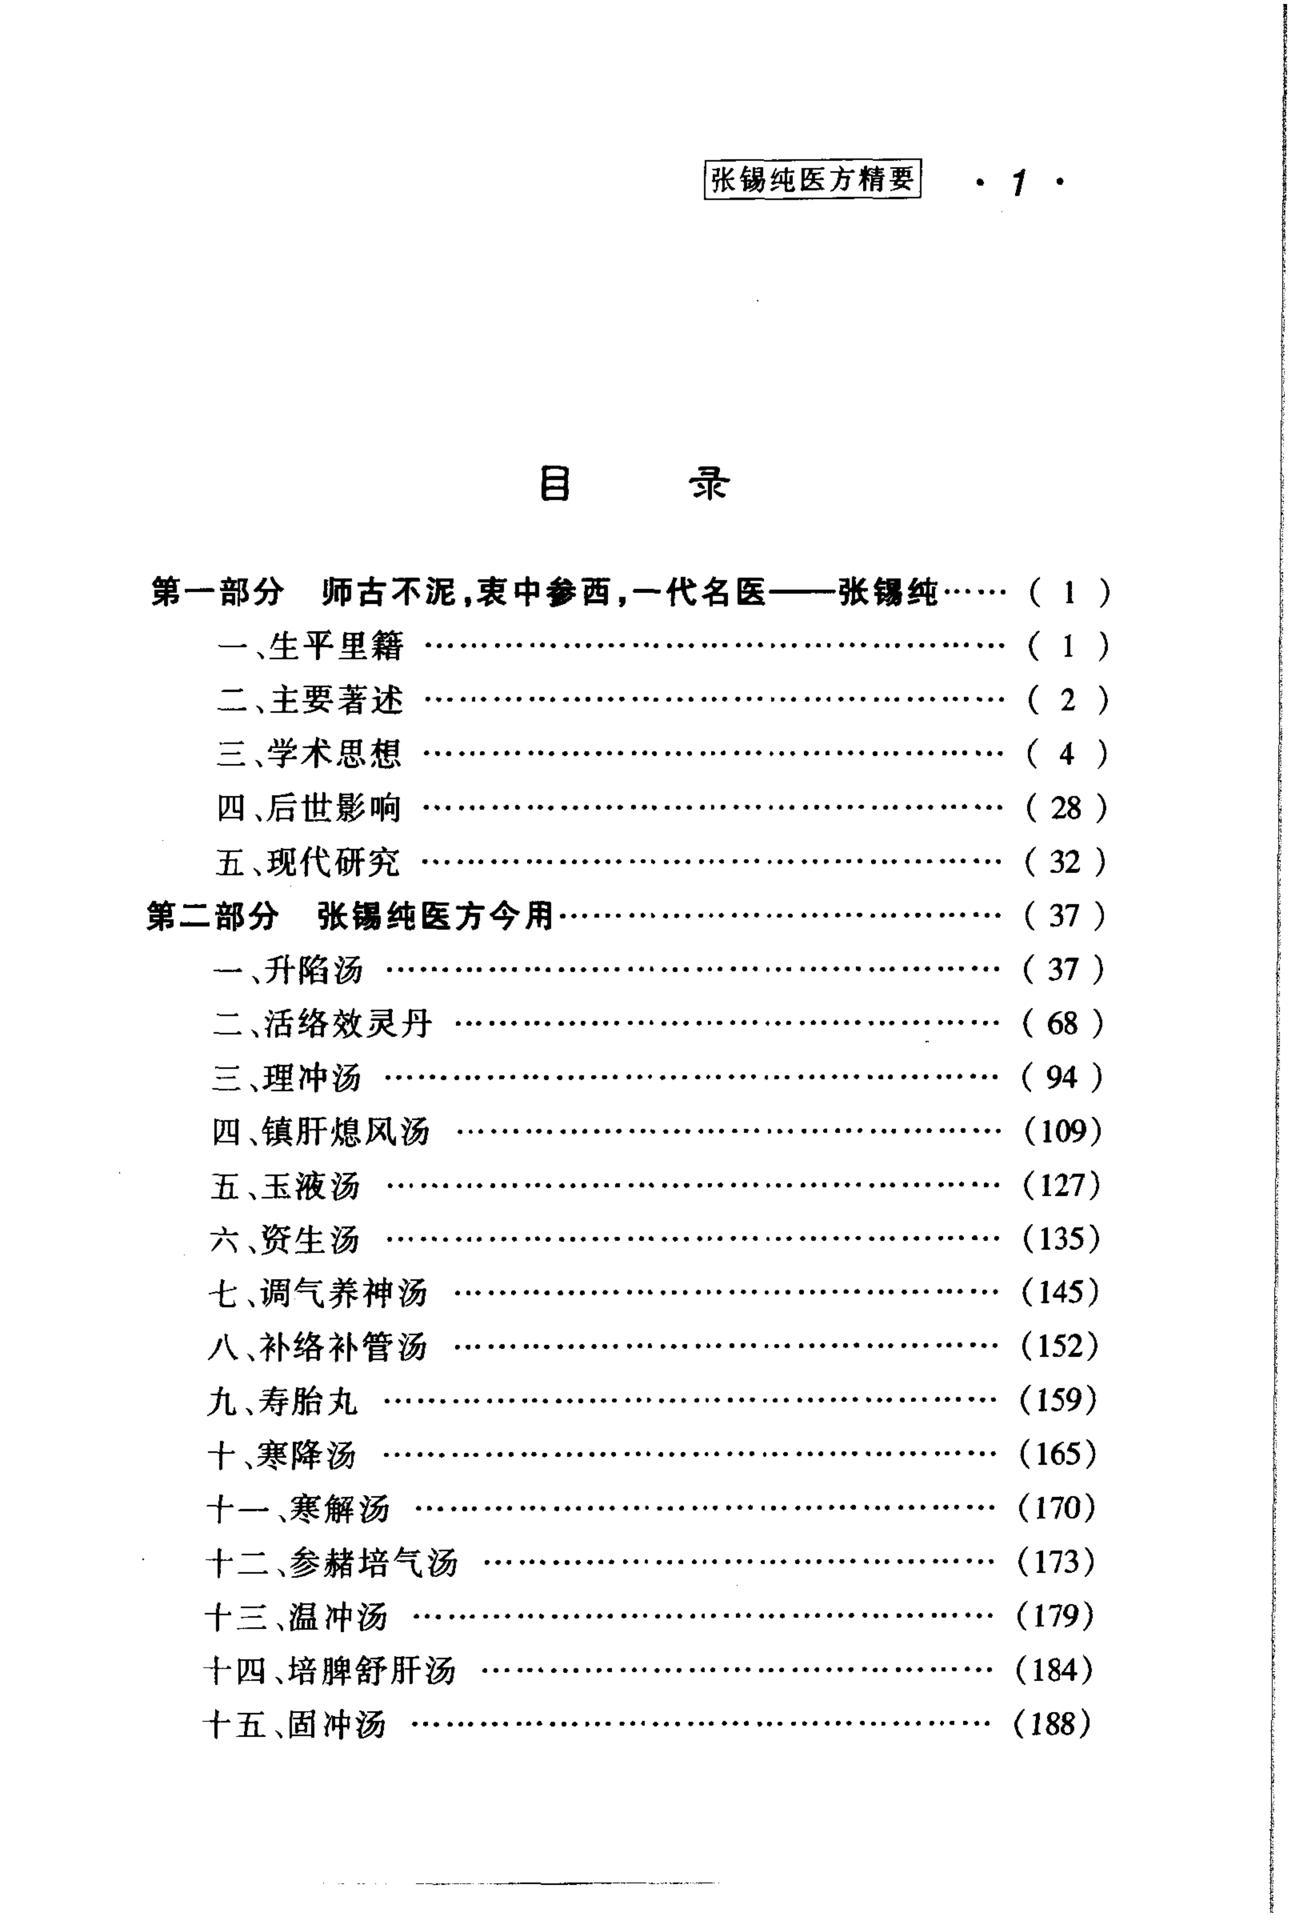 张锡纯医方精要 · 1 ·
目 录
第一部分 师古不泥,衷中参西,一代名医——张锡纯…… ( 1 )
一、生平里籍 …………………………………………… ( 1 )
二、主要著述 …………………………………………… ( 2 )
三、学术思想 …………………………………………… ( 4 )
四、后世影响 …………………………………………… ( 28 )
五、现代研究 …………………………………………… ( 32 )
第二部分 张锡纯医方今用………………………………… ( 37 )
一、升陷汤 ……………………………………………… ( 37 )
二、活络效灵丹 ………………………………………… ( 68 )
三、理冲汤 ……………………………………………… ( 94 )
四、镇肝熄风汤 ………………………………………… (109)
五、玉液汤 ……………………………………………… (127)
六、资生汤 ……………………………………………… (135)
七、调气养神汤 ………………………………………… (145)
八、补络补管汤 ………………………………………… (152)
九、寿胎丸 ……………………………………………… (159)
十、寒降汤 ……………………………………………… (165)
十一、寒解汤 …………………………………………… (170)
十二、参赭培气汤 ……………………………………… (173)
十三、温冲汤 …………………………………………… (179)
十四、培脾舒肝汤 ……………………………………… (184)
十五、固冲汤 …………………………………………… (188)